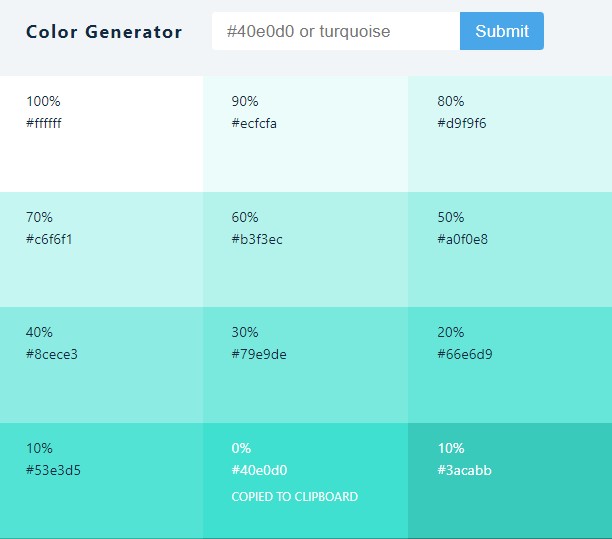 Color Generator
#40e0d0 or turquoise
Submit
100%
#ffffff
90%
#ecfcfa
80%
#d9f9f6
70%
#c6f6f1
60%
#b3f3ec
50%
#a0f0e8
40%
#8cece3
30%
#79e9de
20%
#66e6d9
10%
#53e3d5
0%
#40e0d0
COPIED TO CLIPBOARD
10%
#3acabb